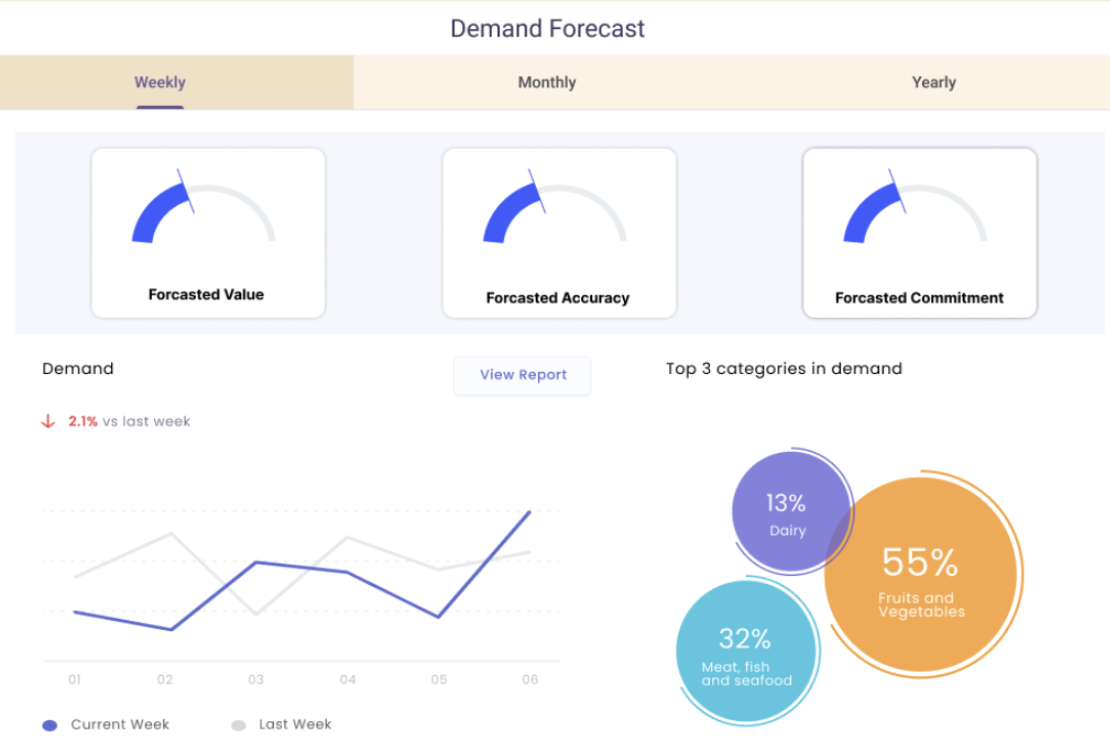 Demand Forecast
Weekly
Monthly
Yearly
Forcasted Value
Forcasted Accuracy
Forcasted Commitment
Demand
View Report
Top 3 categories in demand
2.1% vs last week
13%
Dairy
55%
Fruits and
Vegetables
32%
Meat, fish
and seafood
01 02 03 04 05 06
Current Week
Last Week